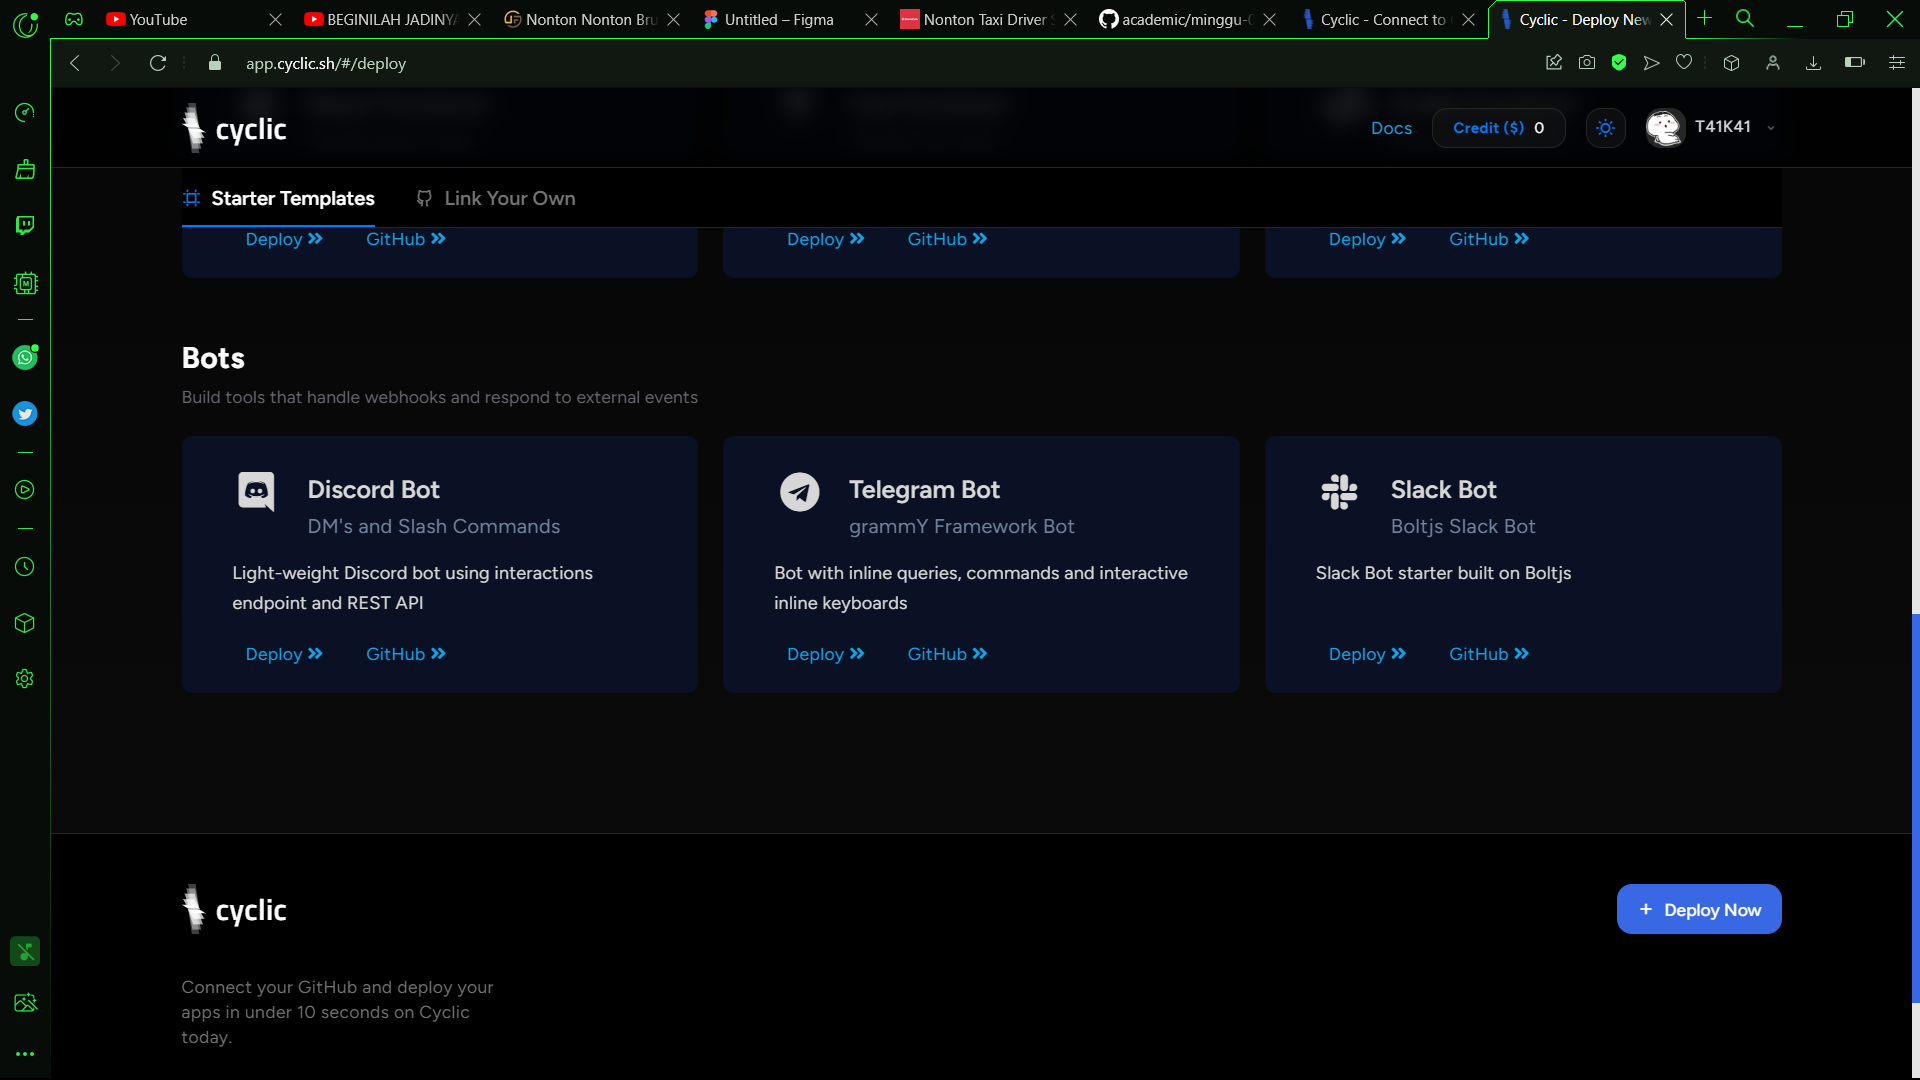 YouTube
BEGINILAH JADINYA
Nonton Nonton Bru
Untitled – Figma
Nonton Taxi Driver S
academic/minggu-0
Cyclic - Connect to
Cyclic - Deploy New
app.cyclic.sh/#/deploy
cyclic
Docs
Credit ($) 0
T41K41
Starter Templates
Link Your Own
Deploy GitHub
Deploy GitHub
Deploy GitHub
Bots
Build tools that handle webhooks and respond to external events
Discord Bot
DM's and Slash Commands
Light-weight Discord bot using interactions
endpoint and REST API
Deploy GitHub
Telegram Bot
grammY Framework Bot
Bot with inline queries, commands and interactive
inline keyboards
Deploy GitHub
Slack Bot
Boltjs Slack Bot
Slack Bot starter built on Boltjs
Deploy GitHub
cyclic
+ Deploy Now
Connect your GitHub and deploy your
apps in under 10 seconds on Cyclic
today.